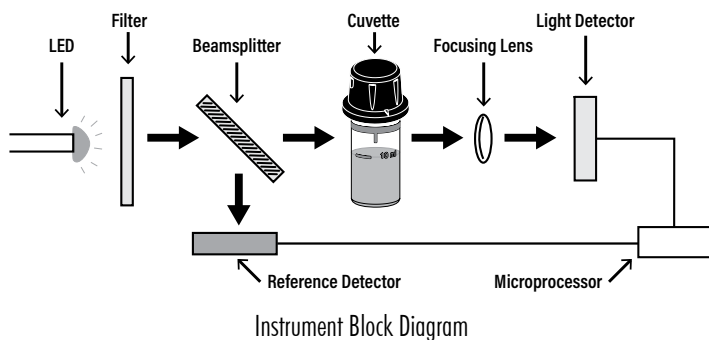 LED
Filter
Beamsplitter
Cuvette
Focusing Lens
Light Detector
10 ml
Reference Detector
Microprocessor
Instrument Block Diagram